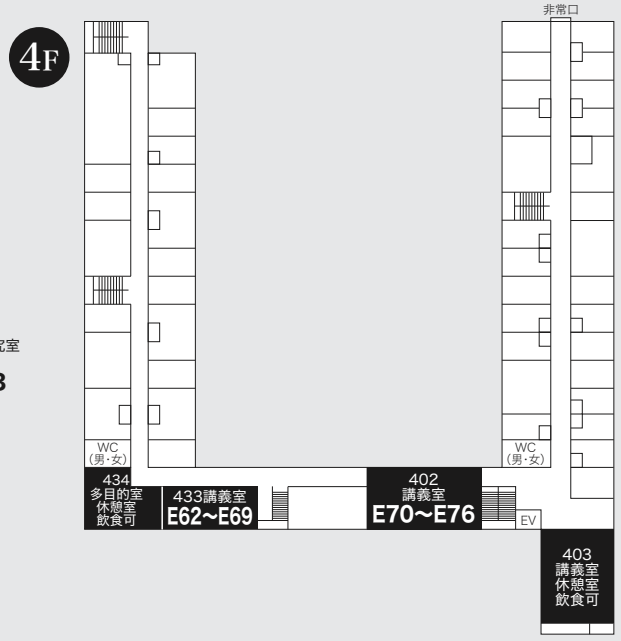 非常口
4F
究室
3
WC
(男・女)
WC
(男・女)
434
多目的室
休憩室
飲食可
433講義室
E62〜E69
402
講義室
E70〜E76
EV
403
講義室
休憩室
飲食可